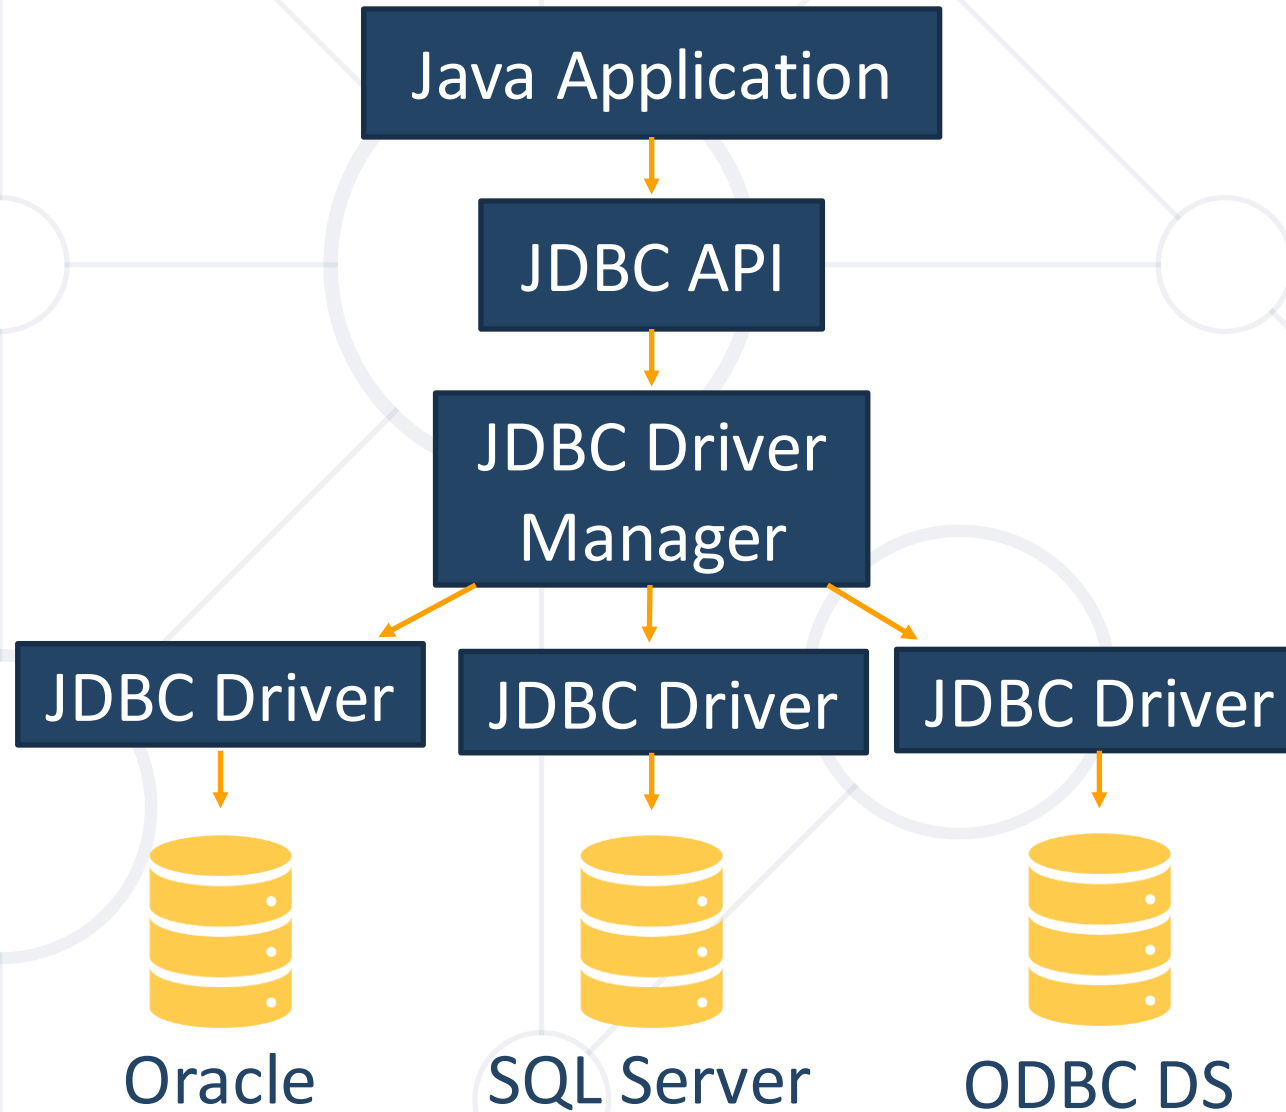 Java Application
JDBC API
JDBC Driver
Manager
JDBC Driver
JDBC Driver
JDBC Driver
Oracle
SQL Server
ODBC DS